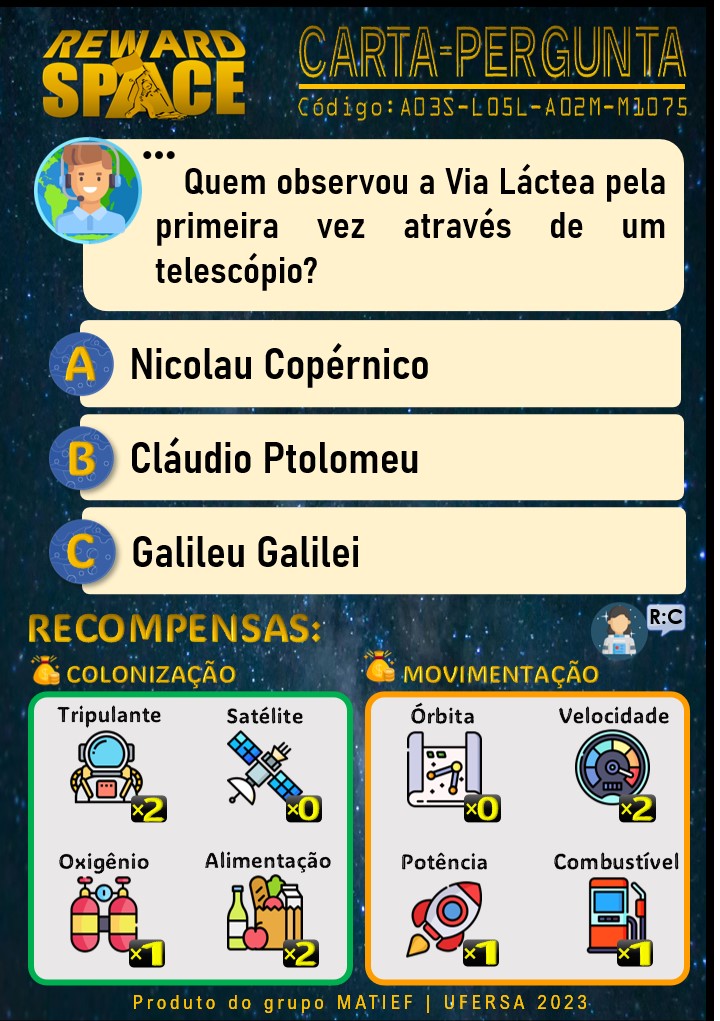 REWARD
SPACE
CARTA-PERGUNTA
Código:A03S-L05L-A02M-M1075
...
Quem observou a Via Láctea pela
primeira vez através de um
telescópio?
A
Nicolau Copérnico
B
Cláudio Ptolomeu
C
Galileu Galilei
RECOMPENSAS:
R:C
COLONIZAÇÃO
MOVIMENTAÇÃO
Tripulante
Satélite
×2
×0
Oxigênio
Alimentação
×1
×2
Órbita
Velocidade
×0
×2
Potência
Combustível
×1
×1
Produto do grupo MATIEF | UFERSA 2023